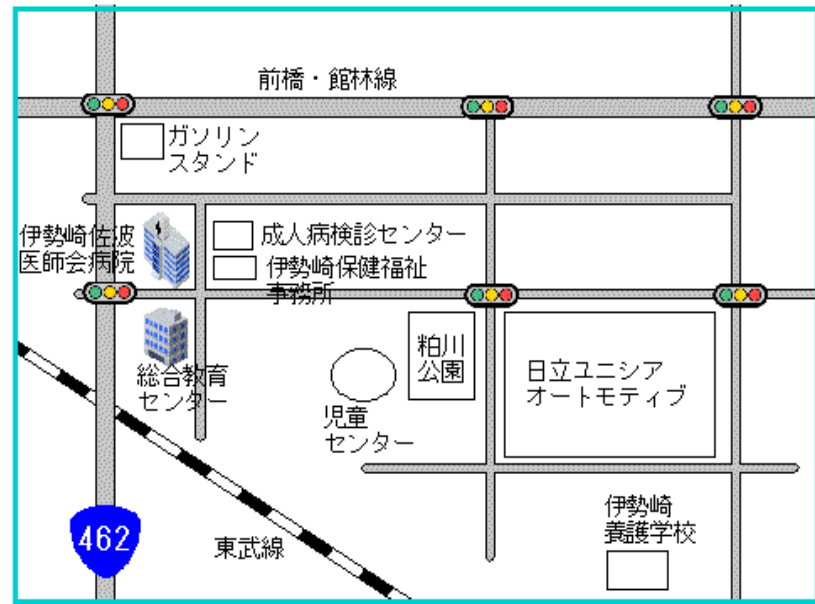 前橋・館林線
ガソリン
スタンド
伊勢崎佐波
医師会病院
成人病検診センター
伊勢崎保健福祉
事務所
総合教育
センター
粕川
公園
児童
センター
日立ユニシア
オートモティブ
伊勢崎
養護学校
東武線
462